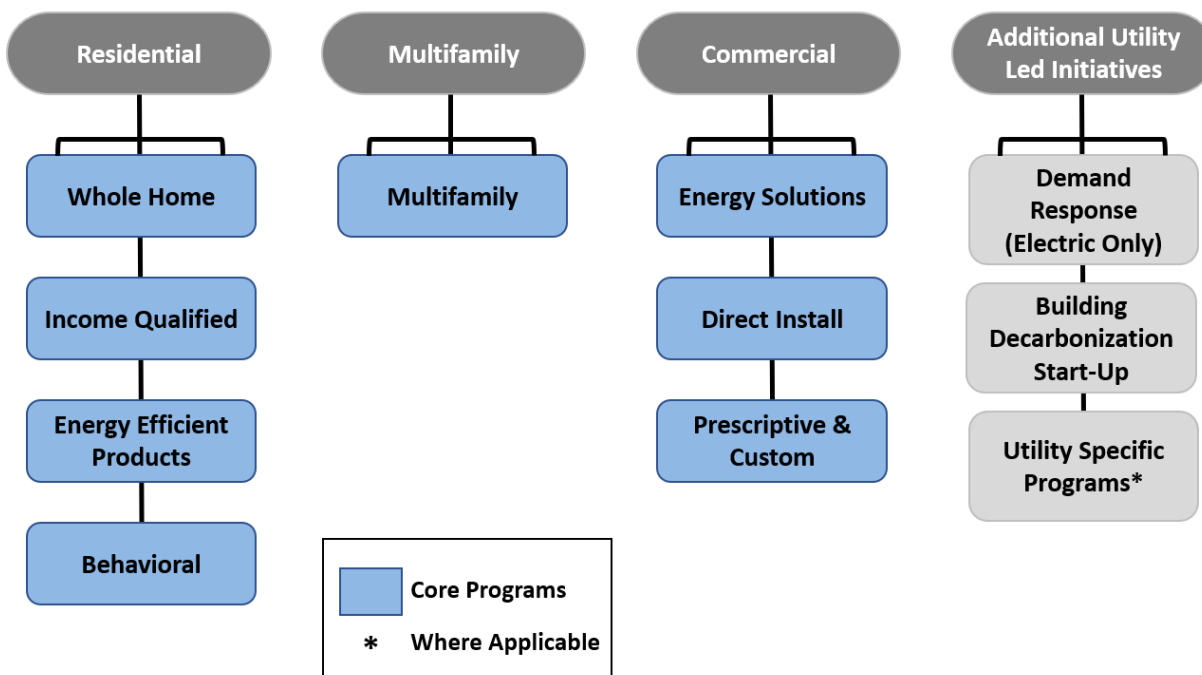 Residential
Whole Home
Income Qualified
Energy Efficient
Products
Behavioral
Multifamily
Multifamily
Commercial
Energy Solutions
Direct Install
Prescriptive &
Custom
Additional Utility
Led Initiatives
Demand
Response
(Electric Only)
Building
Decarbonization
Start-Up
Utility Specific
Programs*
Core Programs
* Where Applicable